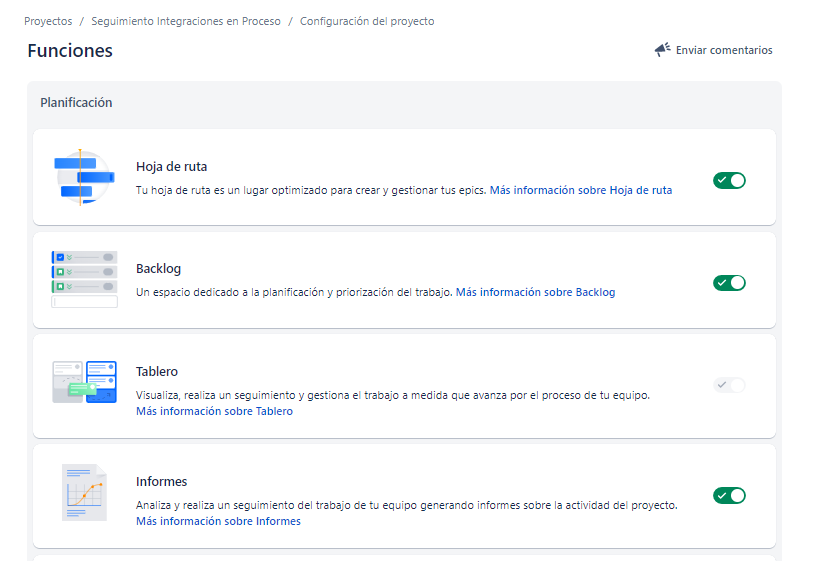 Proyectos / Seguimiento Integraciones en Proceso / Configuración del proyecto
Funciones
Enviar comentarios
Planificación
Hoja de ruta
Tu hoja de ruta es un lugar optimizado para crear y gestionar tus epics. Más información sobre Hoja de ruta
Backlog
Un espacio dedicado a la planificación y priorización del trabajo. Más información sobre Backlog
Tablero
Visualiza, realiza un seguimiento y gestiona el trabajo a medida que avanza por el proceso de tu equipo.
Más información sobre Tablero
Informes
Analiza y realiza un seguimiento del trabajo de tu equipo generando informes sobre la actividad del proyecto.
Más información sobre Informes